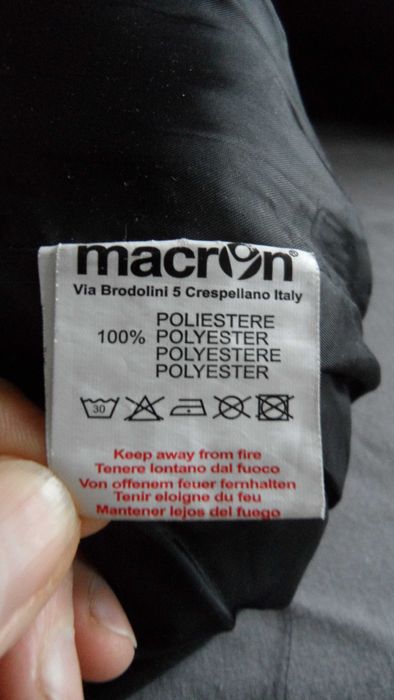 macron®
Via Brodolini 5 Crespellano Italy
POLIESTERE
100% POLYESTER
POLYESTERE
POLYESTER
30
Keep away from fire
Tenere lontano dal fuoco
Von offenem feuer fernhalten
Tenir eloigne du feu
Mantener lejos del fuego